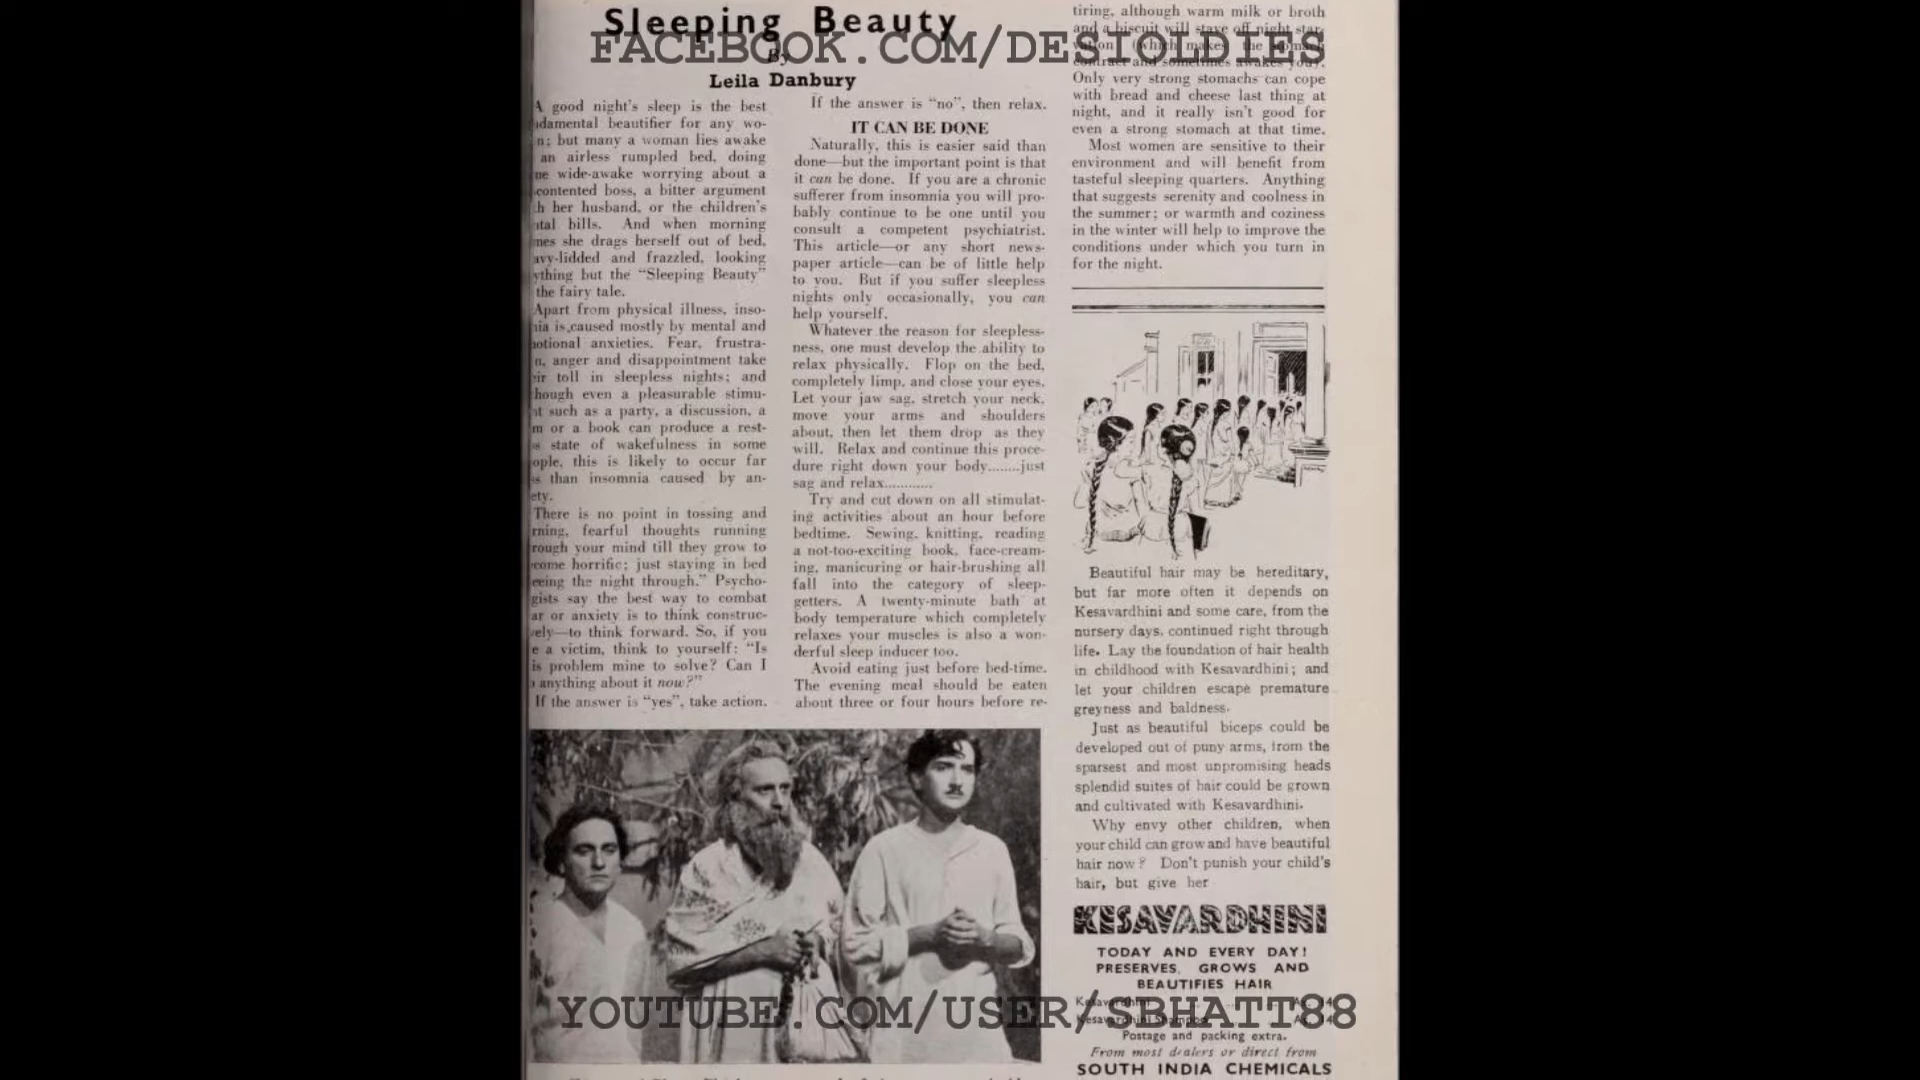 Sleeping Beauty
FACEBOOK.COM/DESIOLDIES
By
Leila Danbury
A good night's sleep is the best
damental beautifier for any wo-
n; but many a woman lies awake
an airless rumpled bed, doing
me wide-awake worrying about a
contented boss, a bitter argument
h her husband, or the children's
tal bills. And when morning
mes she drags herself out of bed,
avy-lidded and frazzled, looking
ything but the "Sleeping Beauty"
the fairy tale.
Apart from physical illness, inso-
nia is caused mostly by mental and
otional anxieties. Fear, frustra-
n, anger and disappointment take
eir toll in sleepless nights; and
hough even a pleasurable stimu-
nt such as a party, a discussion, a
m or a book can produce a rest-
s state of wakefulness in some
ople, this is likely to occur far
s than insomnia caused by an-
ety.
There is no point in tossing and
rning, fearful thoughts running
rough your mind till they grow to
come horrific; just staying in bed
eeing the night through." Psycho-
gists say the best way to combat
ar or anxiety is to think construc-
vely—to think forward. So, if you
e a victim, think to yourself: "Is
is problem mine to solve? Can I
anything about it now?"
If the answer is "yes", take action.
If the answer is "no", then relax.
IT CAN BE DONE
Naturally, this is easier said than
done—but the important point is that
it can be done. If you are a chronic
sufferer from insomnia you will pro-
bably continue to be one until you
consult a competent psychiatrist.
This article—or any short news-
paper article—can be of little help
to you. But if you suffer sleepless
nights only occasionally, you can
help yourself.
Whatever the reason for sleepless-
ness, one must develop the ability to
relax physically. Flop on the bed,
completely limp, and close your eyes.
Let your jaw sag, stretch your neck,
move your arms and shoulders
about, then let them drop as they
will. Relax and continue this proce-
dure right down your body........just
sag and relax............
Try and cut down on all stimulat-
ing activities about an hour before
bedtime. Sewing, knitting, reading
a not-too-exciting book, face-cream-
ing, manicuring or hair-brushing all
fall into the category of sleep-
getters. A twenty-minute bath at
body temperature which completely
relaxes your muscles is also a won-
derful sleep inducer too.
Avoid eating just before bed-time.
The evening meal should be eaten
about three or four hours before re-
tiring, although warm milk or broth
and a biscuit will stave off night star-
vation (which makes the stomach
contract and sometimes awakes you).
Only very strong stomachs can cope
with bread and cheese last thing at
night, and it really isn't good for
even a strong stomach at that time.
Most women are sensitive to their
environment and will benefit from
tasteful sleeping quarters. Anything
that suggests serenity and coolness in
the summer; or warmth and coziness
in the winter will help to improve the
conditions under which you turn in
for the night.
Beautiful hair may be hereditary,
but far more often it depends on
Kesavardhini and some care, from the
nursery days, continued right through
life. Lay the foundation of hair health
in childhood with Kesavardhini; and
let your children escape premature
greyness and baldness.
Just as beautiful biceps could be
developed out of puny arms, from the
sparsest and most unpromising heads
splendid suites of hair could be grown
and cultivated with Kesavardhini.
Why envy other children, when
your child can grow and have beautiful
hair now? Don't punish your child's
hair, but give her
KESAVARDHINI
TODAY AND EVERY DAY!
PRESERVES, GROWS AND
BEAUTIFIES HAIR
Kesavardhini
Kesavardhini Shampoo
YOUTUBE.COM/USER/SBHATT88
Postage and packing extra.
From most dealers or direct from
SOUTH INDIA CHEMICALS